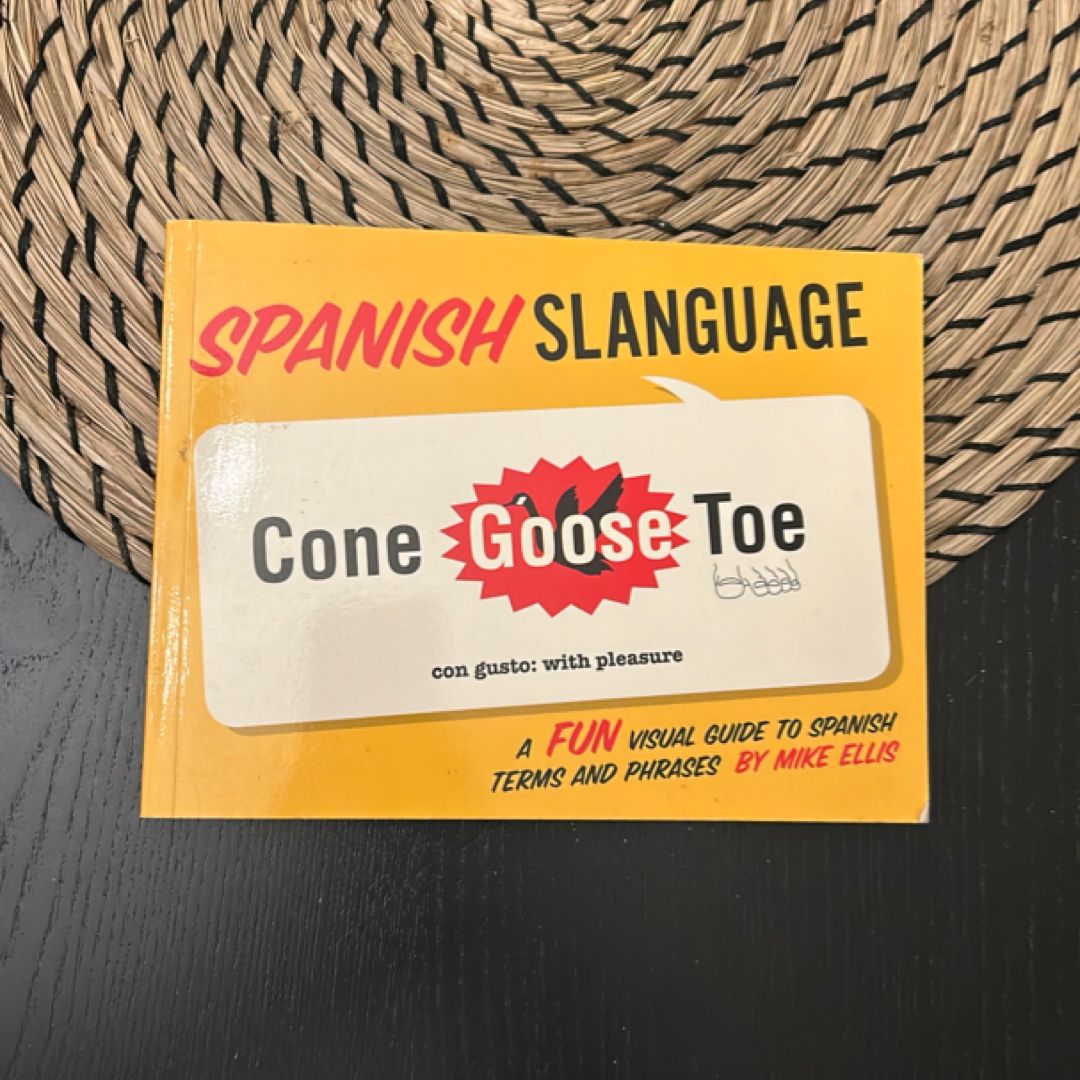 SPANISH SLANGUAGE
Cone Goose Toe
con gusto: with pleasure
A FUN VISUAL GUIDE TO SPANISH
TERMS AND PHRASES BY MIKE ELLIS